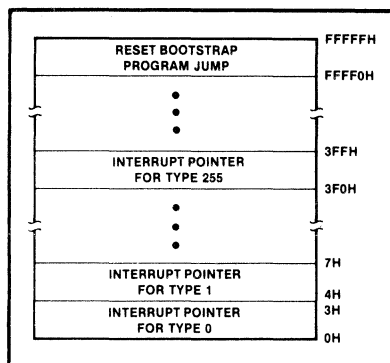 RESET BOOTSTRAP
PROGRAM JUMP
FFFFFH
FFFF0H
INTERRUPT POINTER
FOR TYPE 255
3FFH
3F0H
INTERRUPT POINTER
FOR TYPE 1
7H
4H
INTERRUPT POINTER
FOR TYPE 0
3H
0H